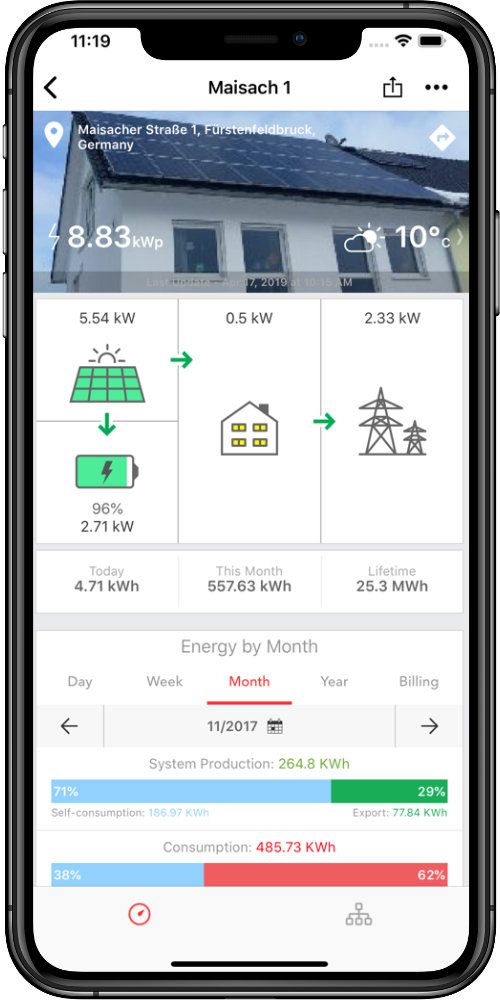 11:19
Maisach 1
Maisacher Straße 1, Fürstenfeldbruck,
Germany
8.83kWp
10°c
Last Update - Apr 17, 2019 at 10:15 AM
5.54 kW
0.5 kW
2.33 kW
96%
2.71 kW
Today
This Month
Lifetime
4.71 kWh
557.63 kWh
25.3 MWh
Energy by Month
Day
Week
Month
Year
Billing
11/2017
System Production: 264.8 KWh
71%
29%
Self-consumption: 186.97 KWh
Export: 77.84 KWh
Consumption: 485.73 KWh
38%
62%